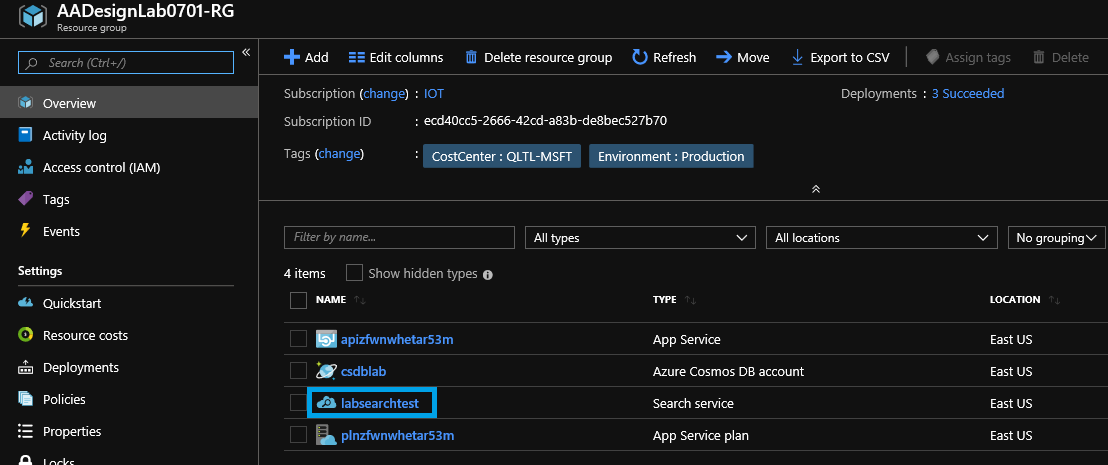 AADesignLab0701-RG
Resource group
Search (Ctrl+/)
Overview
Activity log
Access control (IAM)
Tags
Events
Settings
Quickstart
Resource costs
Deployments
Policies
Properties
Locks
Add Edit columns Delete resource group Refresh Move Export to CSV Assign tags Delete
Subscription (change) : IOT
Deployments : 3 Succeeded
Subscription ID : ecd40cc5-2666-42cd-a83b-de8bec527b70
Tags (change) : CostCenter : QLTL-MSFT Environment : Production
Filter by name... All types All locations No grouping
4 items Show hidden types
NAME TYPE LOCATION
apizfwnwhetar53m App Service East US
csdblab Azure Cosmos DB account East US
labsearchtest Search service East US
plnzfwnwhetar53m App Service plan East US